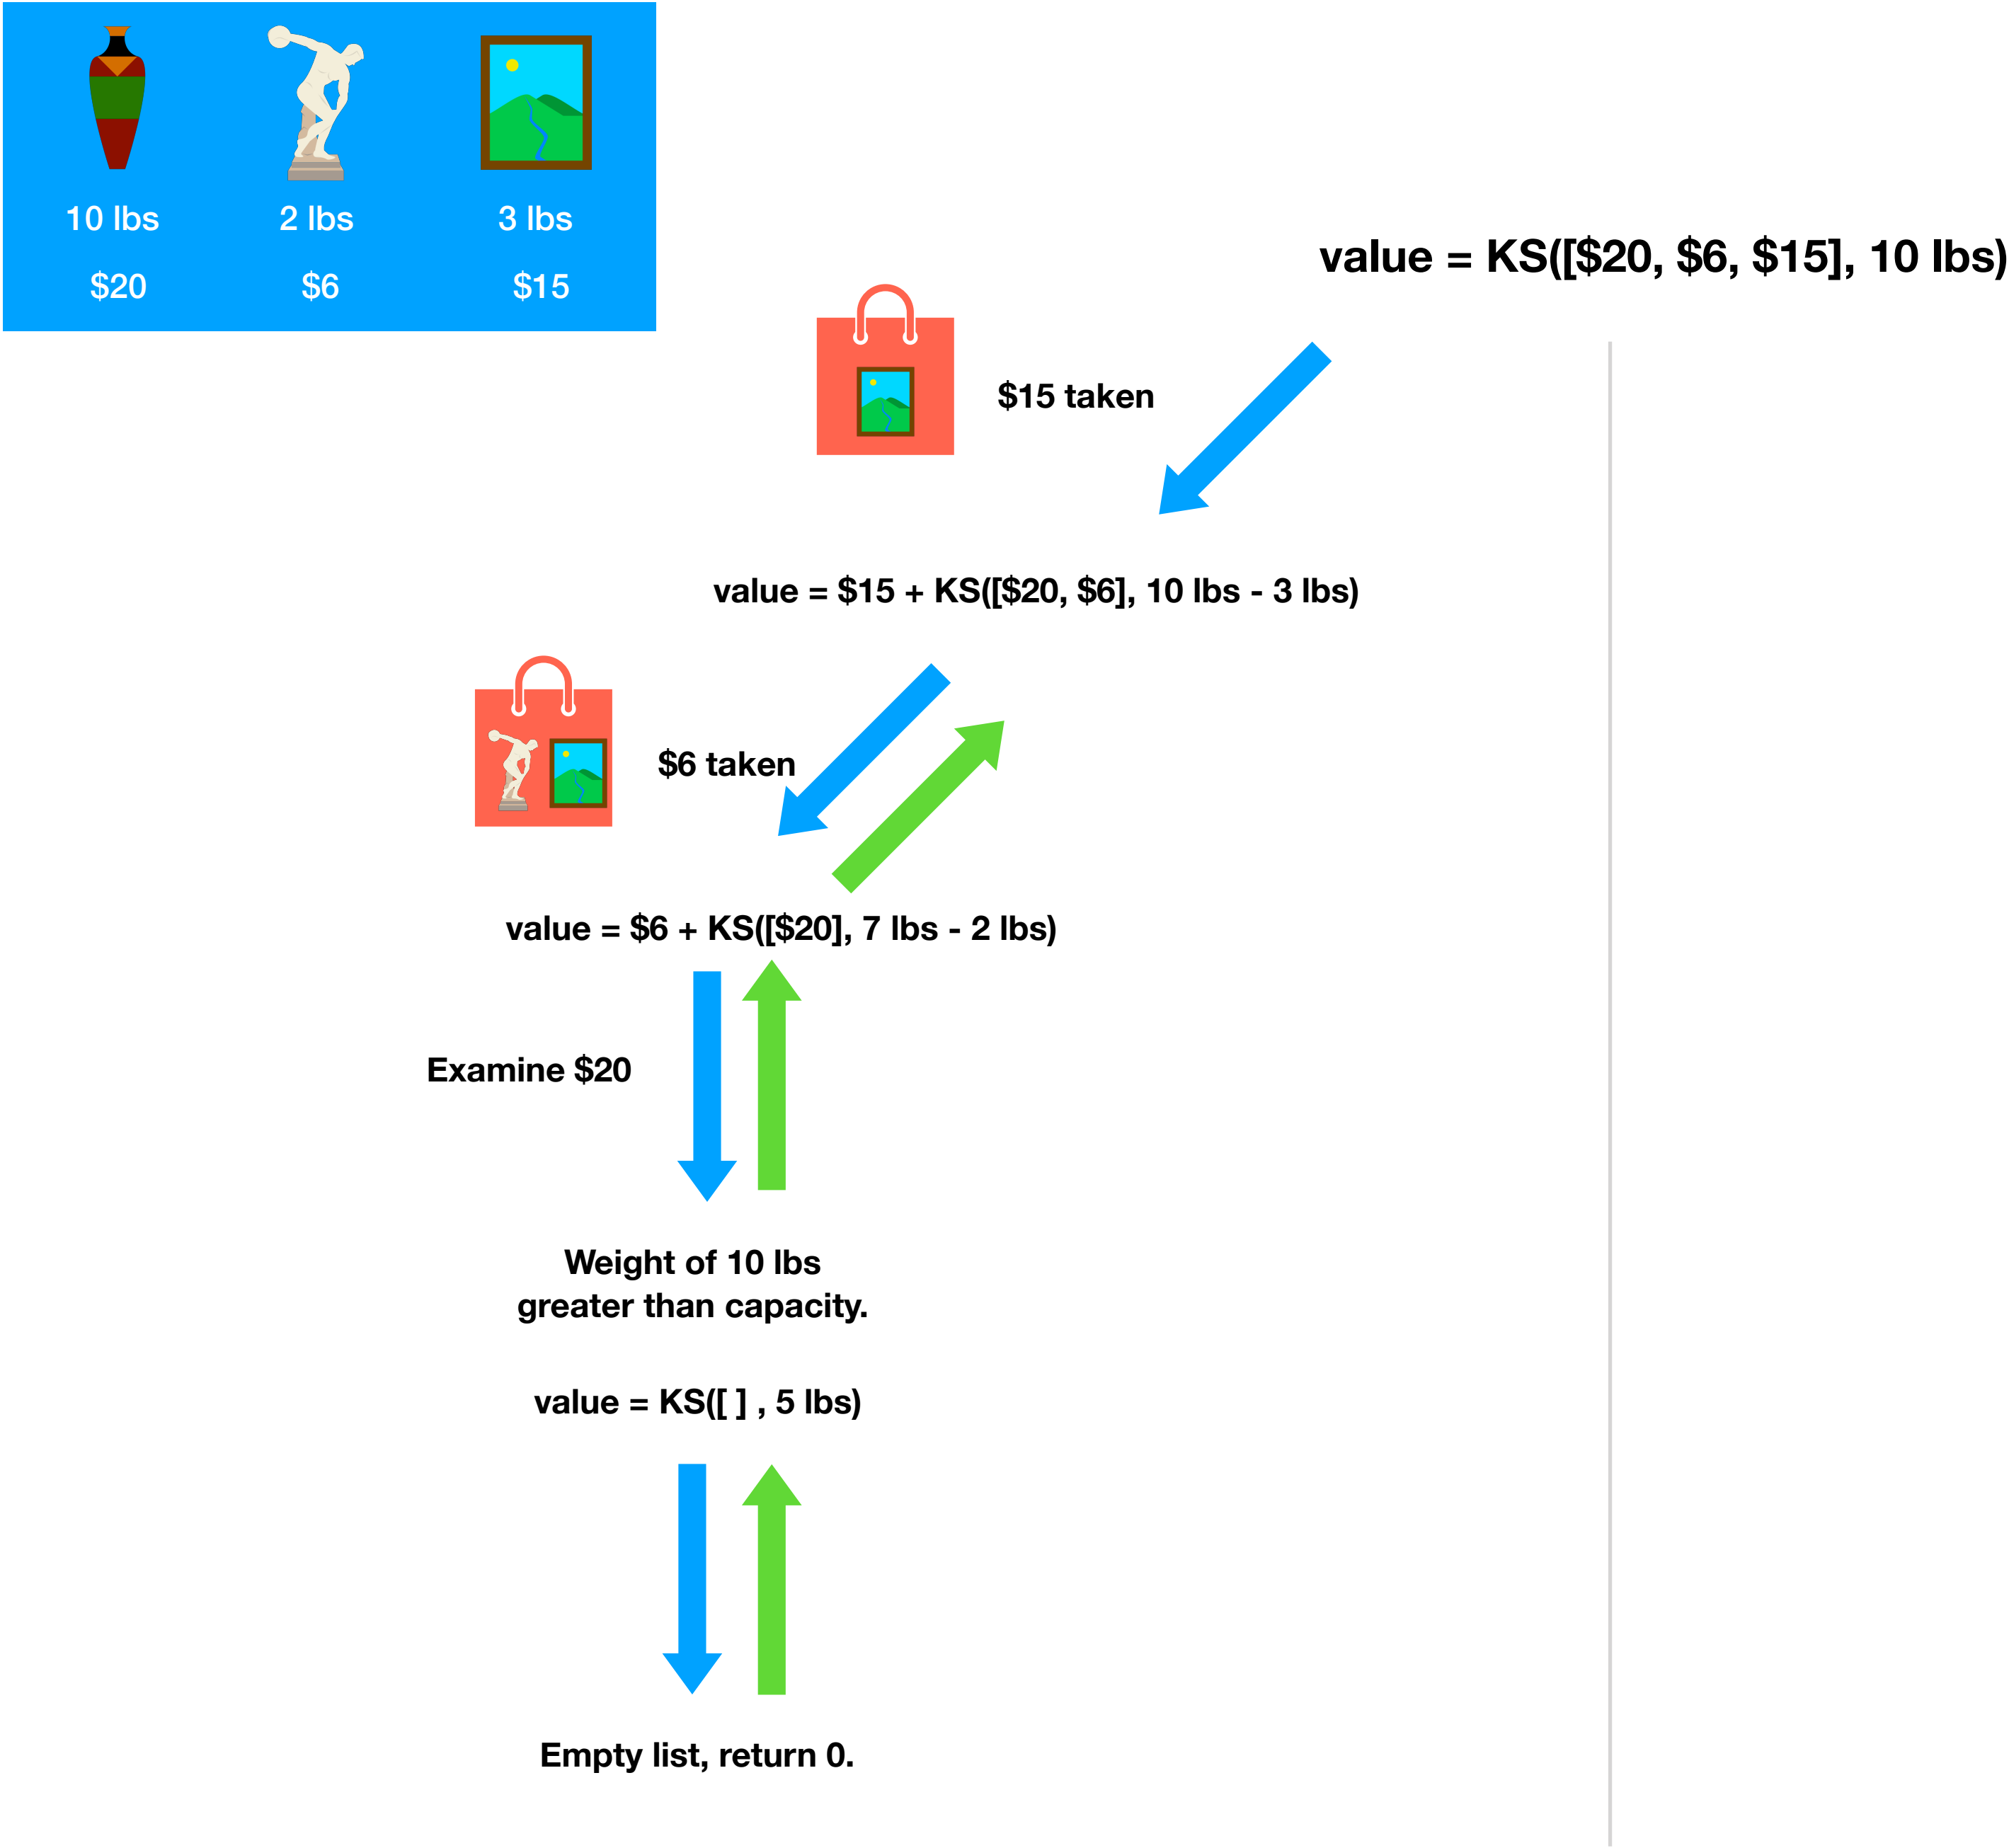 10 lbs 2 lbs 3 lbs
$20 $6 $15
value = KS([$20, $6, $15], 10 lbs)
$15 taken
value = $15 + KS([$20, $6], 10 lbs - 3 lbs)
$6 taken
value = $6 + KS([$20], 7 lbs - 2 lbs)
Examine $20
Weight of 10 lbs
greater than capacity.
value = KS([ ] , 5 lbs)
Empty list, return 0.